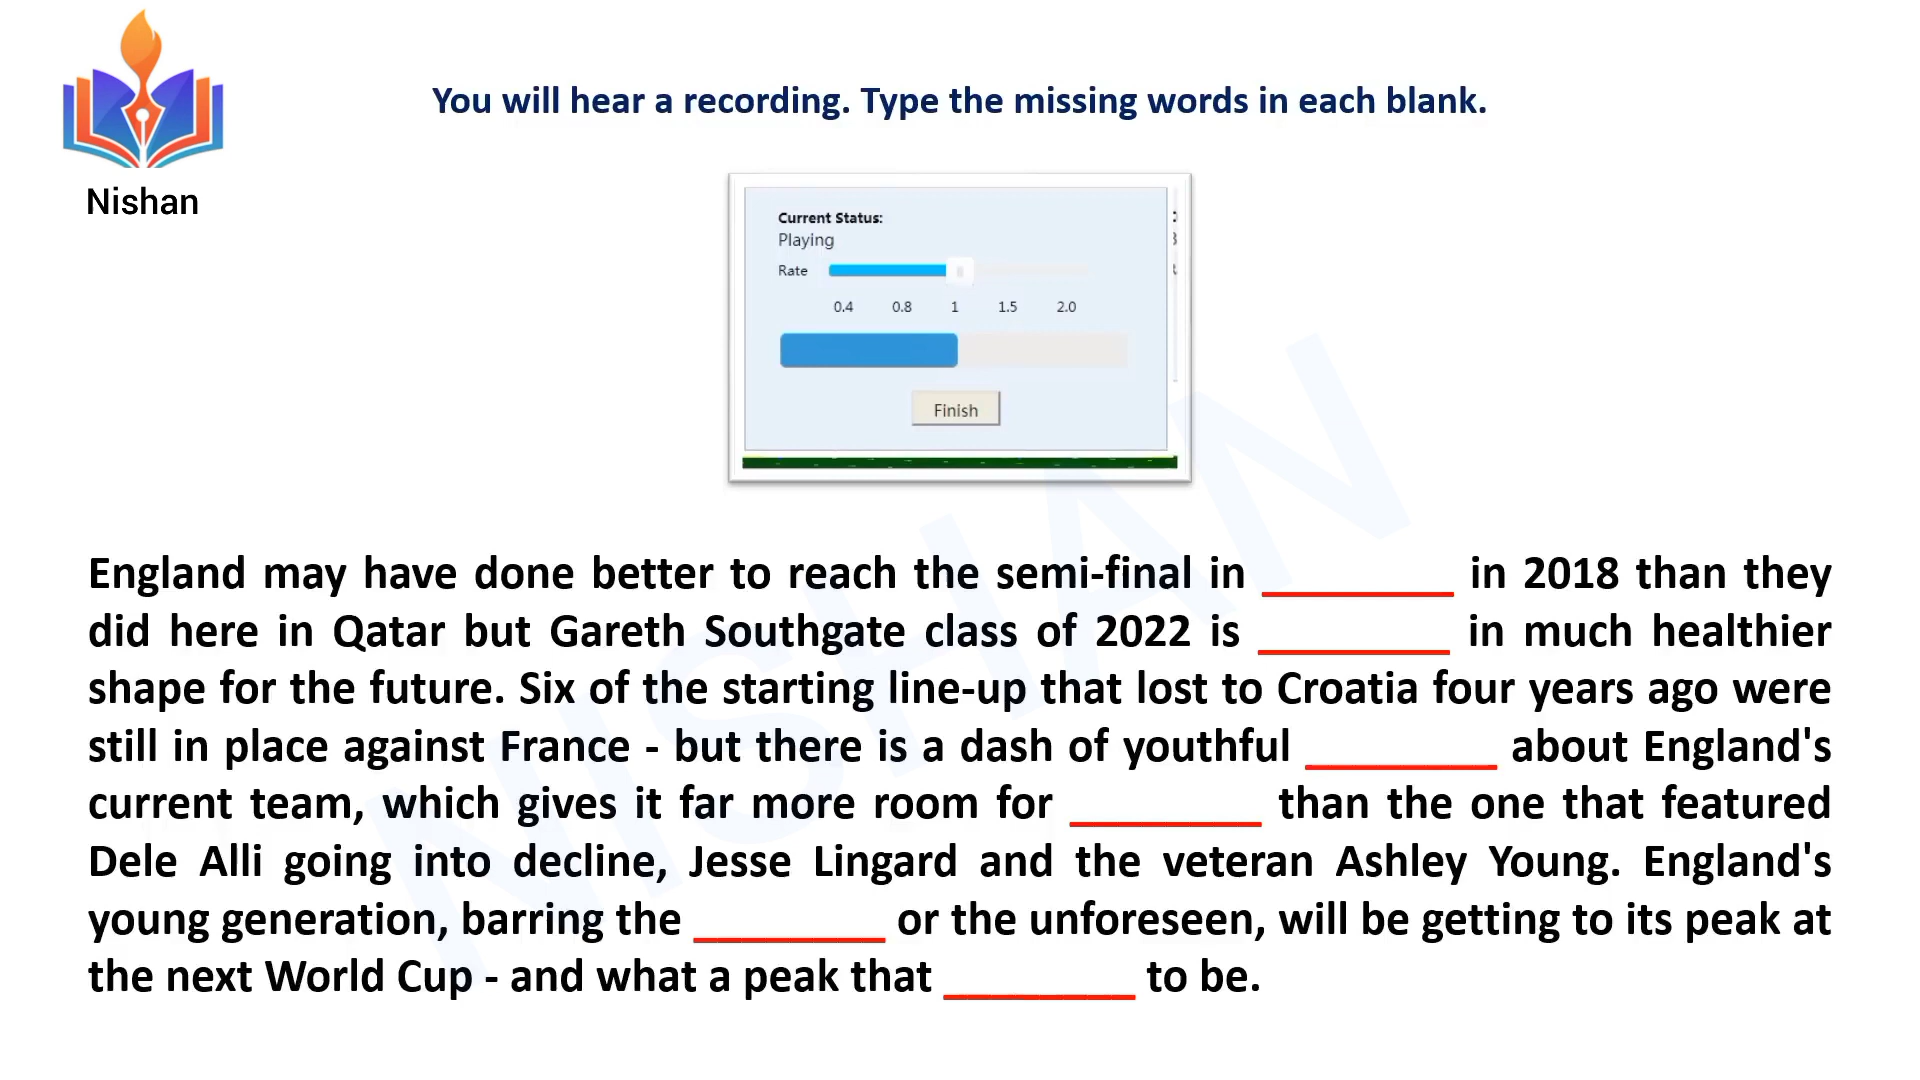 Nishan
You will hear a recording. Type the missing words in each blank.
Current Status:
Playing
Rate
0.4 0.8 1 1.5 2.0
Finish
England may have done better to reach the semi-final in ________ in 2018 than they
did here in Qatar but Gareth Southgate class of 2022 is ________ in much healthier
shape for the future. Six of the starting line-up that lost to Croatia four years ago were
still in place against France - but there is a dash of youthful ________ about England's
current team, which gives it far more room for ________ than the one that featured
Dele Alli going into decline, Jesse Lingard and the veteran Ashley Young. England's
young generation, barring the ________ or the unforeseen, will be getting to its peak at
the next World Cup - and what a peak that ________ to be.
NISHAN